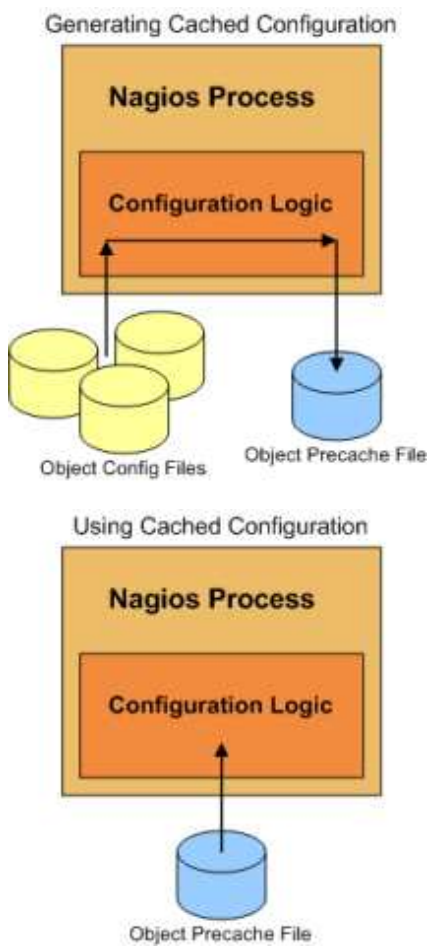 Generating Cached Configuration
Nagios Process
Configuration Logic
Object Config Files
Object Precache File
Using Cached Configuration
Nagios Process
Configuration Logic
Object Precache File